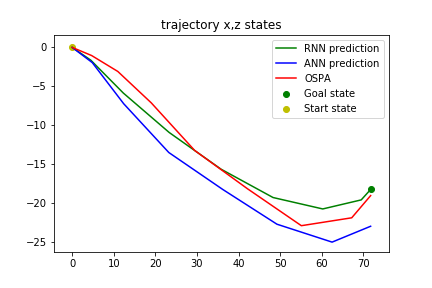 trajectory x,z states
RNN prediction
ANN prediction
OSPA
Goal state
Start state
0
−5
−10
−15
−20
−25
0 10 20 30 40 50 60 70